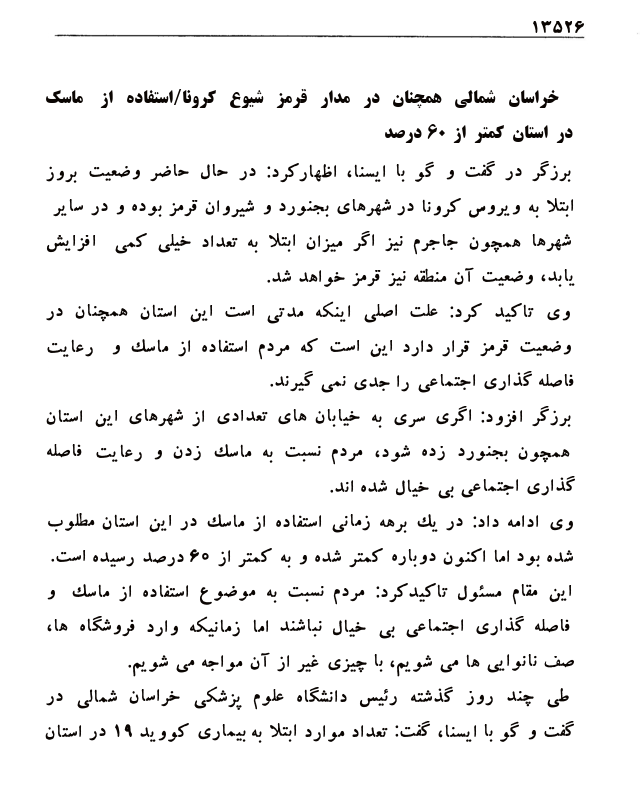 ۱۳۵۲۶
خراسان شمالی همچنان در مدار قرمز شیوع کرونا/استفاده از ماسک
در استان کمتر از ۶۰ درصد
برزگر در گفت و گو با ایسنا، اظهارکرد: در حال حاضر وضعیت بروز
ابتلا به ویروس کرونا در شهرهای بجنورد و شیروان قرمز بوده و در سایر
شهرها همچون جاجرم نیز اگر میزان ابتلا به تعداد خیلی کمی افزایش
یابد، وضعیت آن منطقه نیز قرمز خواهد شد.
وی تاکید کرد: علت اصلی اینکه مدتی است این استان همچنان در
وضعیت قرمز قرار دارد این است که مردم استفاده از ماسک و رعایت
فاصله گذاری اجتماعی را جدی نمی گیرند.
برزگر افزود: اگری سری به خیابان های تعدادی از شهرهای این استان
همچون بجنورد زده شود، مردم نسبت به ماسک زدن و رعایت فاصله
گذاری اجتماعی بی خیال شده اند.
وی ادامه داد: در یک برهه زمانی استفاده از ماسک در این استان مطلوب
شده بود اما اکنون دوباره کمتر شده و به کمتر از ۶۰ درصد رسیده است.
این مقام مسئول تاکیدکرد: مردم نسبت به موضوع استفاده از ماسک و
فاصله گذاری اجتماعی بی خیال نباشند اما زمانیکه وارد فروشگاه ها،
صف نانوایی ها می شویم، با چیزی غیر از آن مواجه می شویم.
طی چند روز گذشته رئیس دانشگاه علوم پزشکی خراسان شمالی در
گفت و گو با ایسنا، گفت: تعداد موارد ابتلا به بیماری کووید ۱۹ در استان